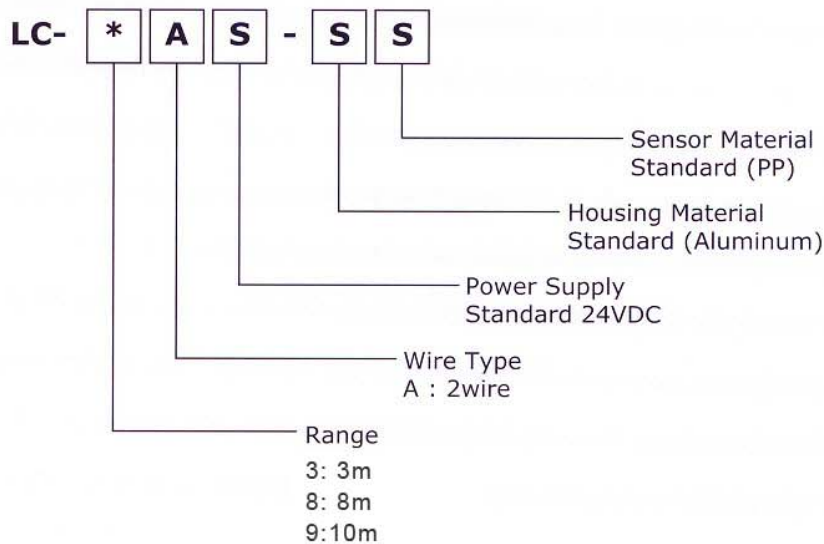 LC- * A S - S S
Sensor Material
Standard (PP)
Housing Material
Standard (Aluminum)
Power Supply
Standard 24VDC
Wire Type
A : 2wire
Range
3: 3m
8: 8m
9:10m